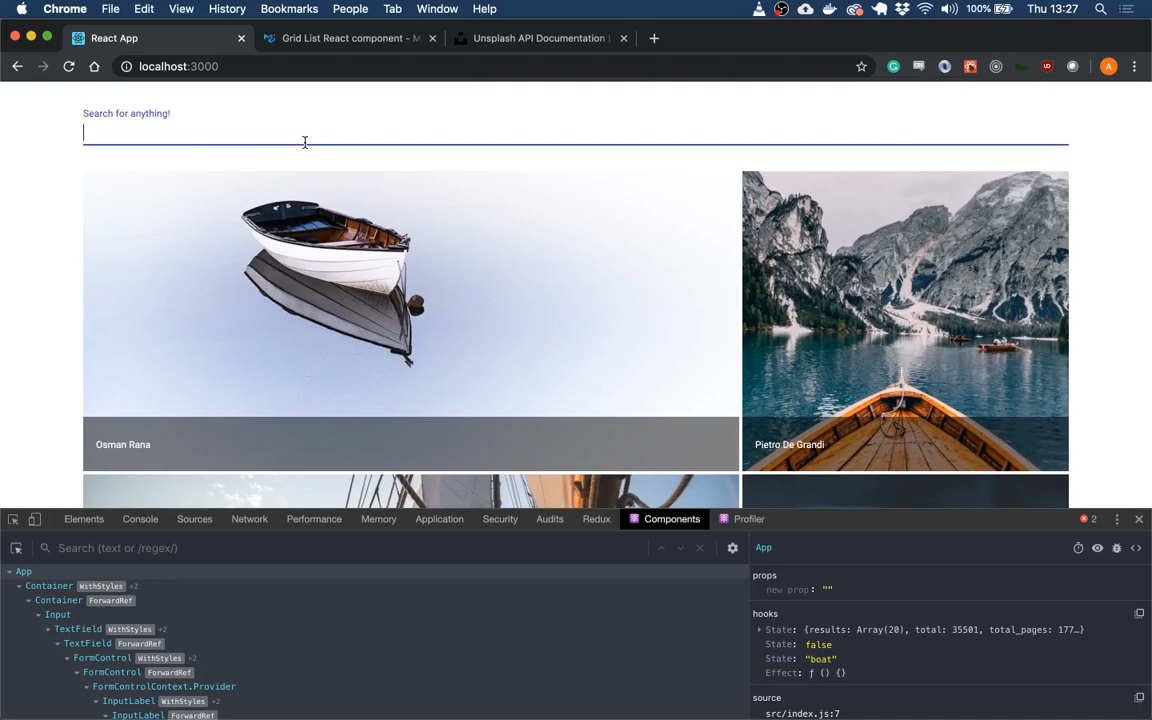 Chrome File Edit View History Bookmarks People Tab Window Help 100% Thu 13:27
React App Grid List React component - M Unsplash API Documentation
localhost:3000 A
Search for anything!
Osman Rana Pietro De Grandi
Elements Console Sources Network Performance Memory Application Security Audits Redux Components Profiler 2
Search (text or /regex/) App
App props
Container WithStyles +2 new prop: ""
Container ForwardRef
Input hooks
TextField WithStyles +2 State: {results: Array(20), total: 35501, total_pages: 177…}
TextField ForwardRef State: false
FormControl WithStyles +2 State: "boat"
FormControl ForwardRef Effect: ƒ () {}
FormControlContext.Provider
InputLabel WithStyles +2 source
InputLabel ForwardRef src/index.js:7